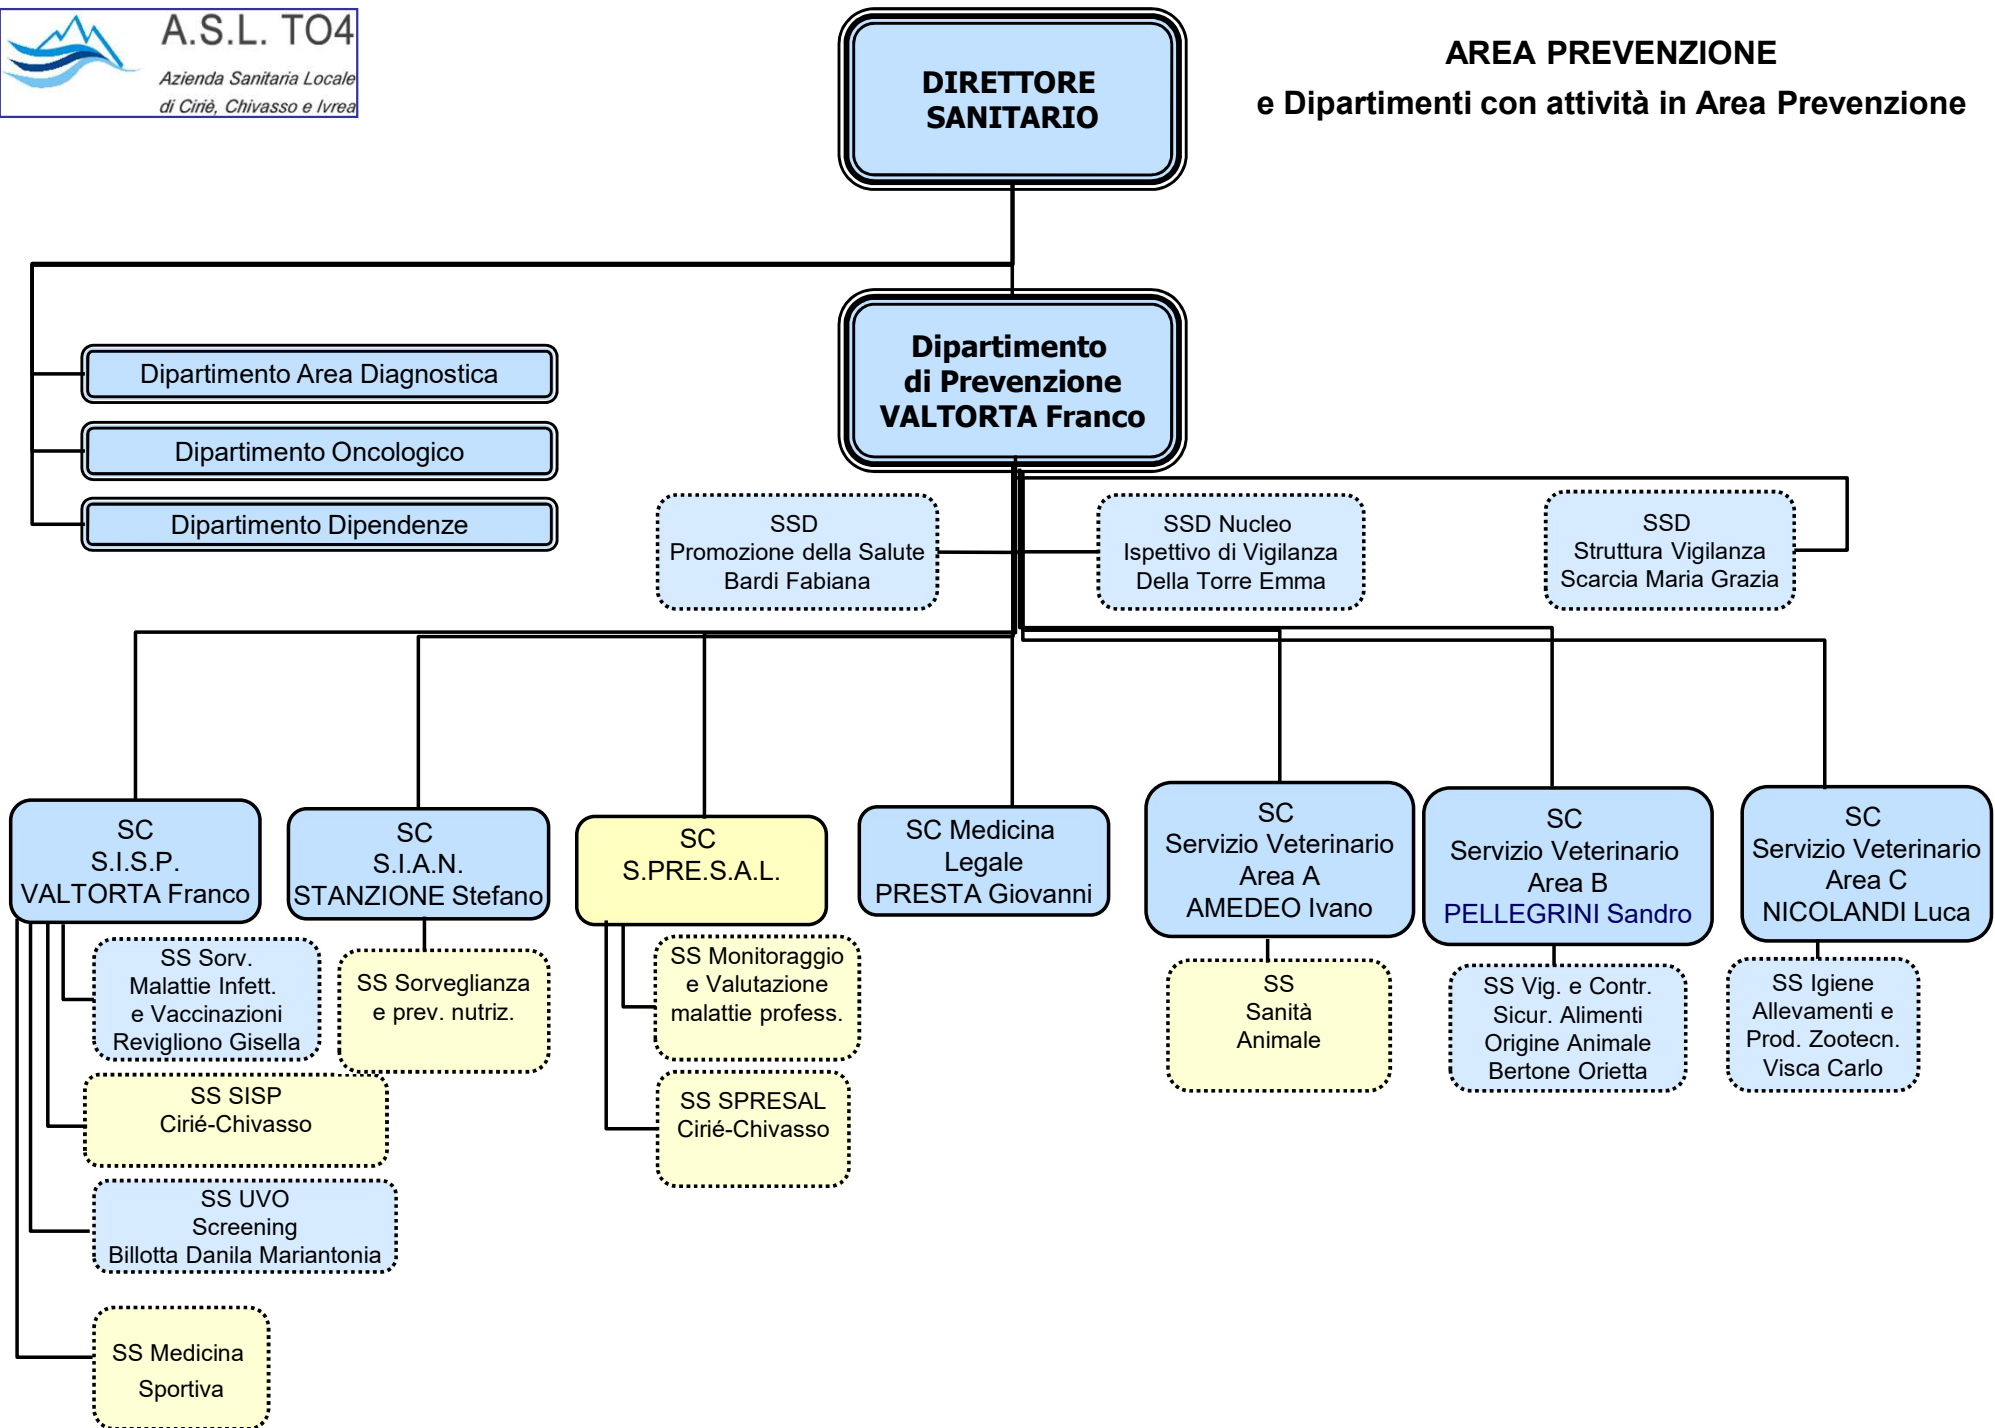 A.S.L. TO4
Azienda Sanitaria Locale
di Ciriè, Chivasso e Ivrea
DIRETTORE
SANITARIO
AREA PREVENZIONE
e Dipartimenti con attività in Area Prevenzione
Dipartimento
di Prevenzione
VALTORTA Franco
Dipartimento Area Diagnostica
Dipartimento Oncologico
Dipartimento Dipendenze
SSD
Promozione della Salute
Bardi Fabiana
SSD Nucleo
Ispettivo di Vigilanza
Della Torre Emma
SSD
Struttura Vigilanza
Scarcia Maria Grazia
SC
S.I.S.P.
VALTORTA Franco
SC
S.I.A.N.
STANZIONE Stefano
SC
S.PRE.S.A.L.
SC Medicina
Legale
PRESTA Giovanni
SC
Servizio Veterinario
Area A
AMEDEO Ivano
SC
Servizio Veterinario
Area B
PELLEGRINI Sandro
SC
Servizio Veterinario
Area C
NICOLANDI Luca
SS Sorv.
Malattie Infett.
e Vaccinazioni
Revigliono Gisella
SS Sorveglianza
e prev. nutriz.
SS Monitoraggio
e Valutazione
malattie profess.
SS
Sanità
Animale
SS Vig. e Contr.
Sicur. Alimenti
Origine Animale
Bertone Orietta
SS Igiene
Allevamenti e
Prod. Zootecn.
Visca Carlo
SS SISP
Cirié-Chivasso
SS SPRESAL
Cirié-Chivasso
SS UVO
Screening
Billotta Danila Mariantonia
SS Medicina
Sportiva